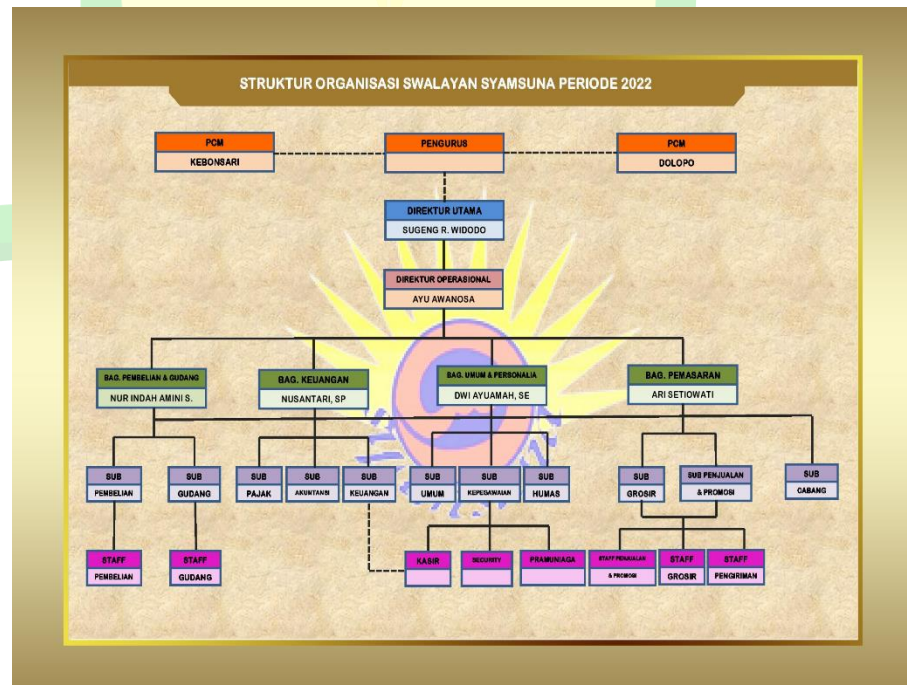 STRUKTUR ORGANISASI SWALAYAN SYAMSUNA PERIODE 2022
PCM
KEBONSARI
PENGURUS
PCM
DOLOPO
DIREKTUR UTAMA
SUGENG R. WIDODO
DIREKTUR OPERASIONAL
AYU AWANOSA
BAG. PEMBELIAN & GUDANG
NUR INDAH AMINI S.
BAG. KEUANGAN
NUSANTARI, SP
BAG. UMUM & PERSONALIA
DWI AYUAMAH, SE
BAG. PEMASARAN
ARI SETIOWATI
SUB
PEMBELIAN
SUB
GUDANG
SUB
PAJAK
SUB
AKUNTANSI
SUB
KEUANGAN
SUB
UMUM
SUB
KEPEGAWAIAN
SUB
HUMAS
SUB
GROSIR
SUB PENJUALAN
& PROMOSI
SUB
CABANG
STAFF
PEMBELIAN
STAFF
GUDANG
KASIR
SECURITY
PRAMUNIAGA
STAFF PENJUALAN
& PROMOSI
STAFF
GROSIR
STAFF
PENGIRIMAN